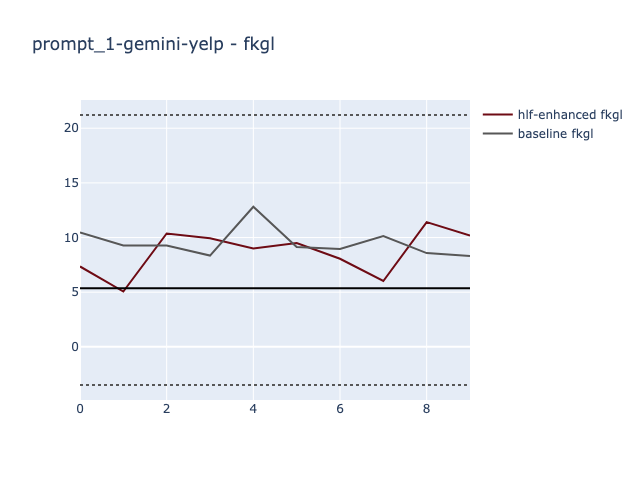 prompt_1-gemini-yelp - fkgl
hlf-enhanced fkgl
baseline fkgl
20
15
10
5
0
0 2 4 6 8